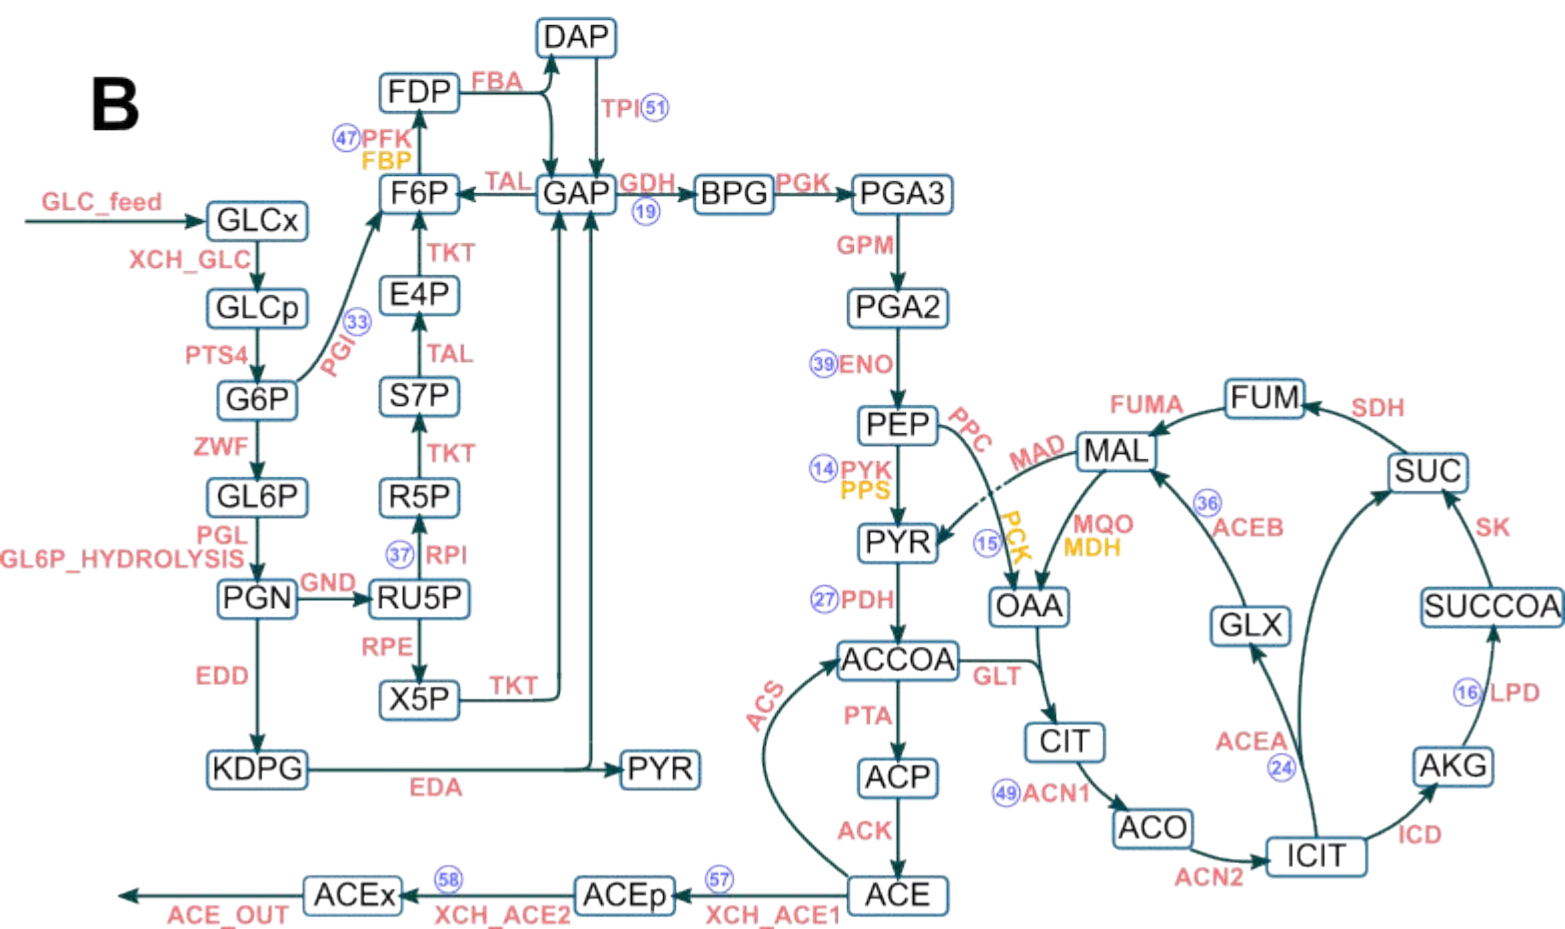 B
DAP
FDP
FBA
TPI
51
47
PFK
FBP
GLC_feed
GLCx
F6P
TAL
GAP
GDH
19
BPG
PGK
PGA3
XCH_GLC
TKT
GPM
GLCp
E4P
PGA2
PTS4
PGI
33
TAL
39
ENO
G6P
S7P
PEP
PPC
MAD
MAL
FUMA
FUM
SDH
ZWF
TKT
14
PYK
PPS
SUC
GL6P
R5P
36
ACEB
SK
PGL
GL6P_HYDROLYSIS
37
RPI
PYR
15
PCK
MQO
MDH
PGN
GND
RU5P
27
PDH
OAA
GLX
SUCCOA
EDD
RPE
ACCOA
GLT
X5P
TKT
ACS
PTA
16
LPD
CIT
ACEA
24
KDPG
EDA
PYR
ACP
49
ACN1
AKG
ACK
ACO
ACN2
ICIT
ICD
ACE_OUT
ACEx
58
XCH_ACE2
ACEp
57
XCH_ACE1
ACE